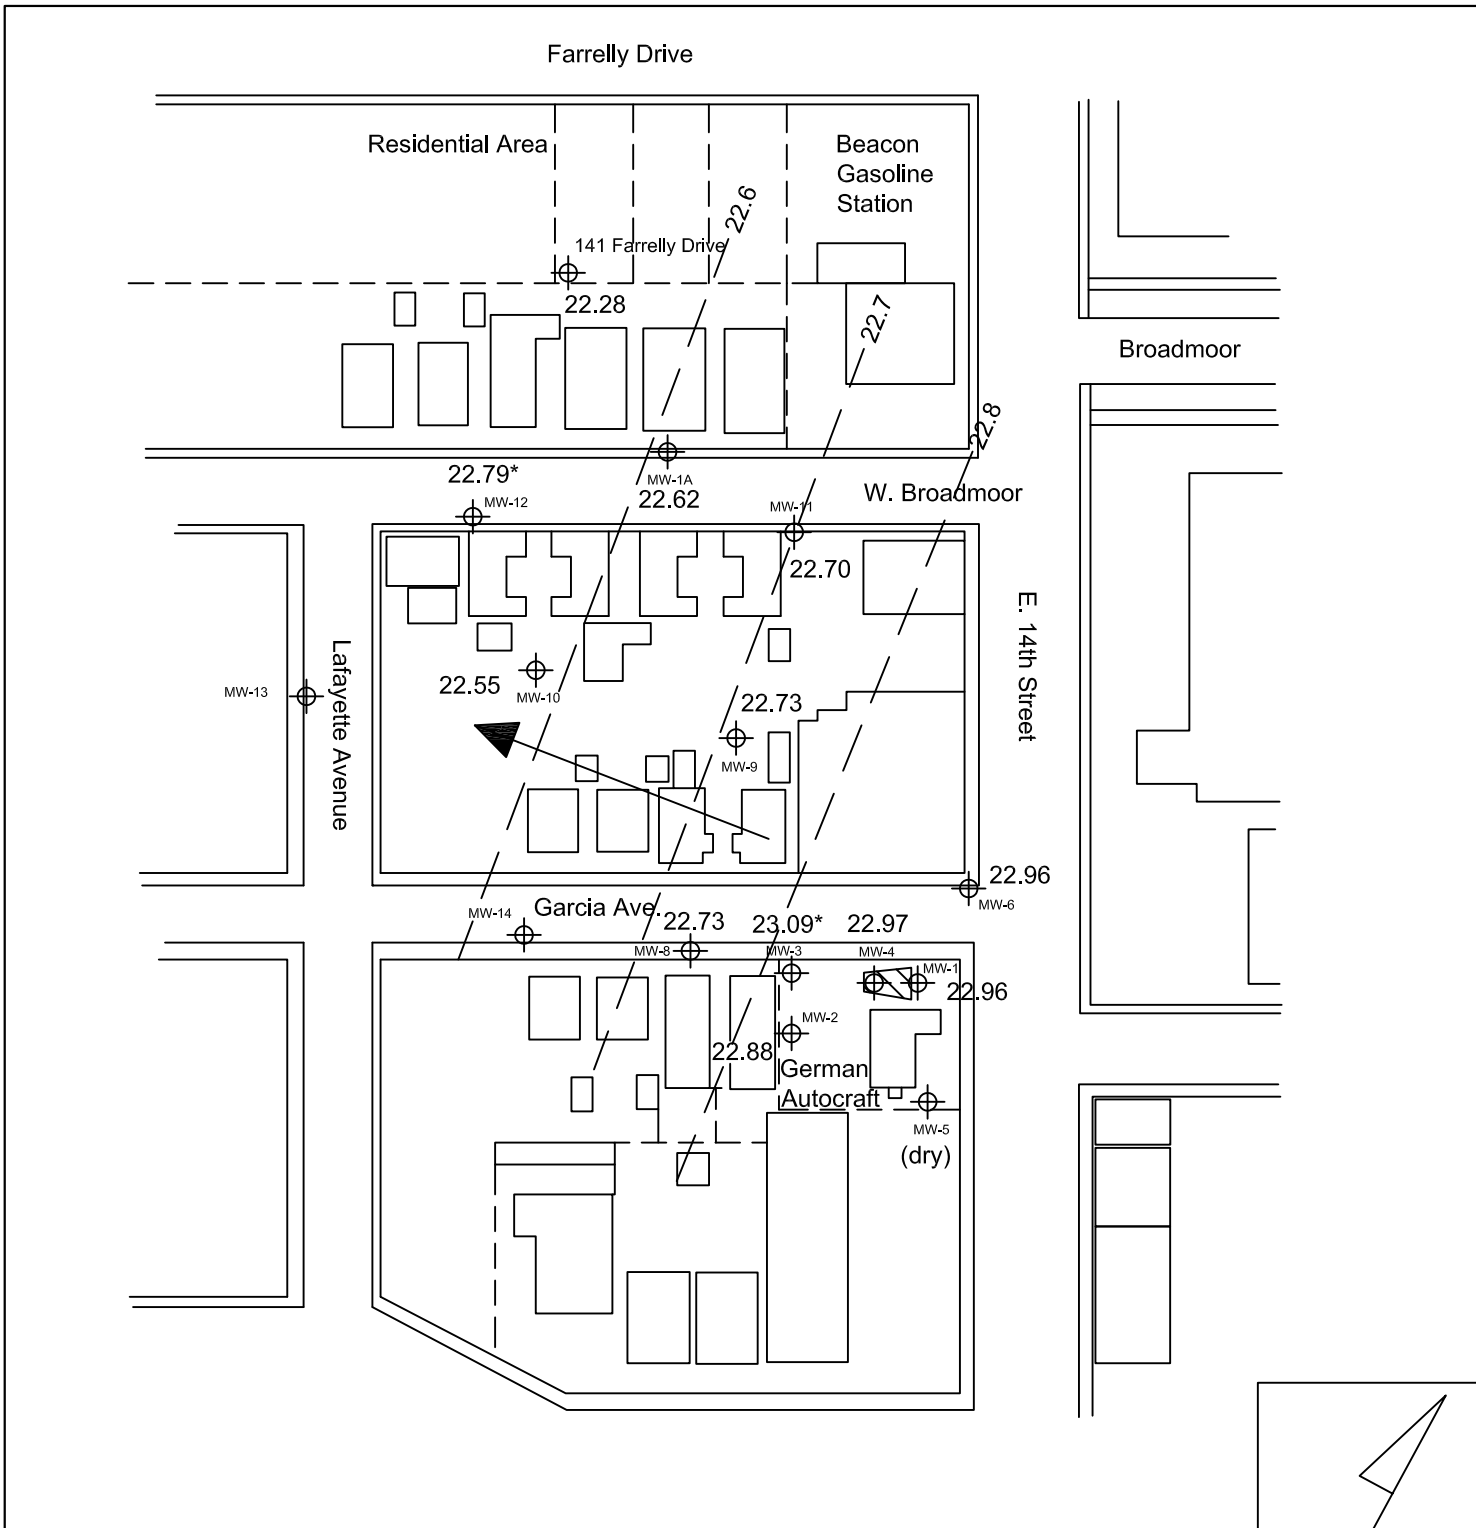 Farrelly Drive
Residential Area
Beacon
Gasoline
Station
22.6
141 Farrelly Drive
22.28
22.7
Broadmoor
22.8
22.79*
MW-12
MW-1A
22.62
W. Broadmoor
MW-11
22.70
E. 14th Street
Lafayette Avenue
MW-13
22.55
MW-10
22.73
MW-9
22.96
MW-6
MW-14
Garcia Ave.
22.73
MW-8
23.09*
MW-3
22.97
MW-4
MW-1
22.96
MW-2
22.88
German
Autocraft
MW-5
(dry)